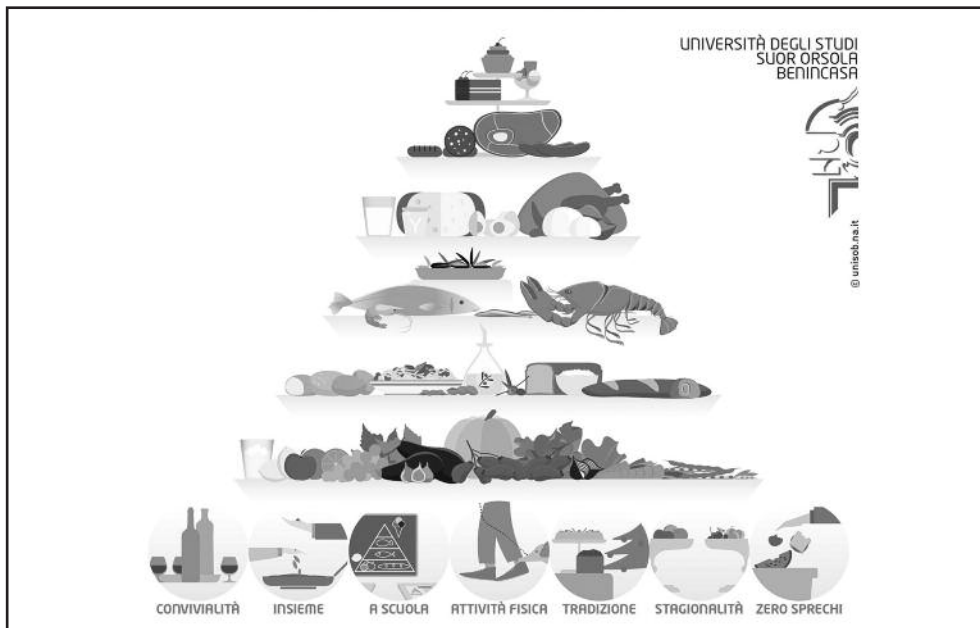 UNIVERSITÀ DEGLI STUDI
SUOR ORSOLA
BENINCASA
© unisob.na.it
CONVIVIALITÀ
INSIEME
A SCUOLA
ATTIVITÀ FISICA
TRADIZIONE
STAGIONALITÀ
ZERO SPRECHI